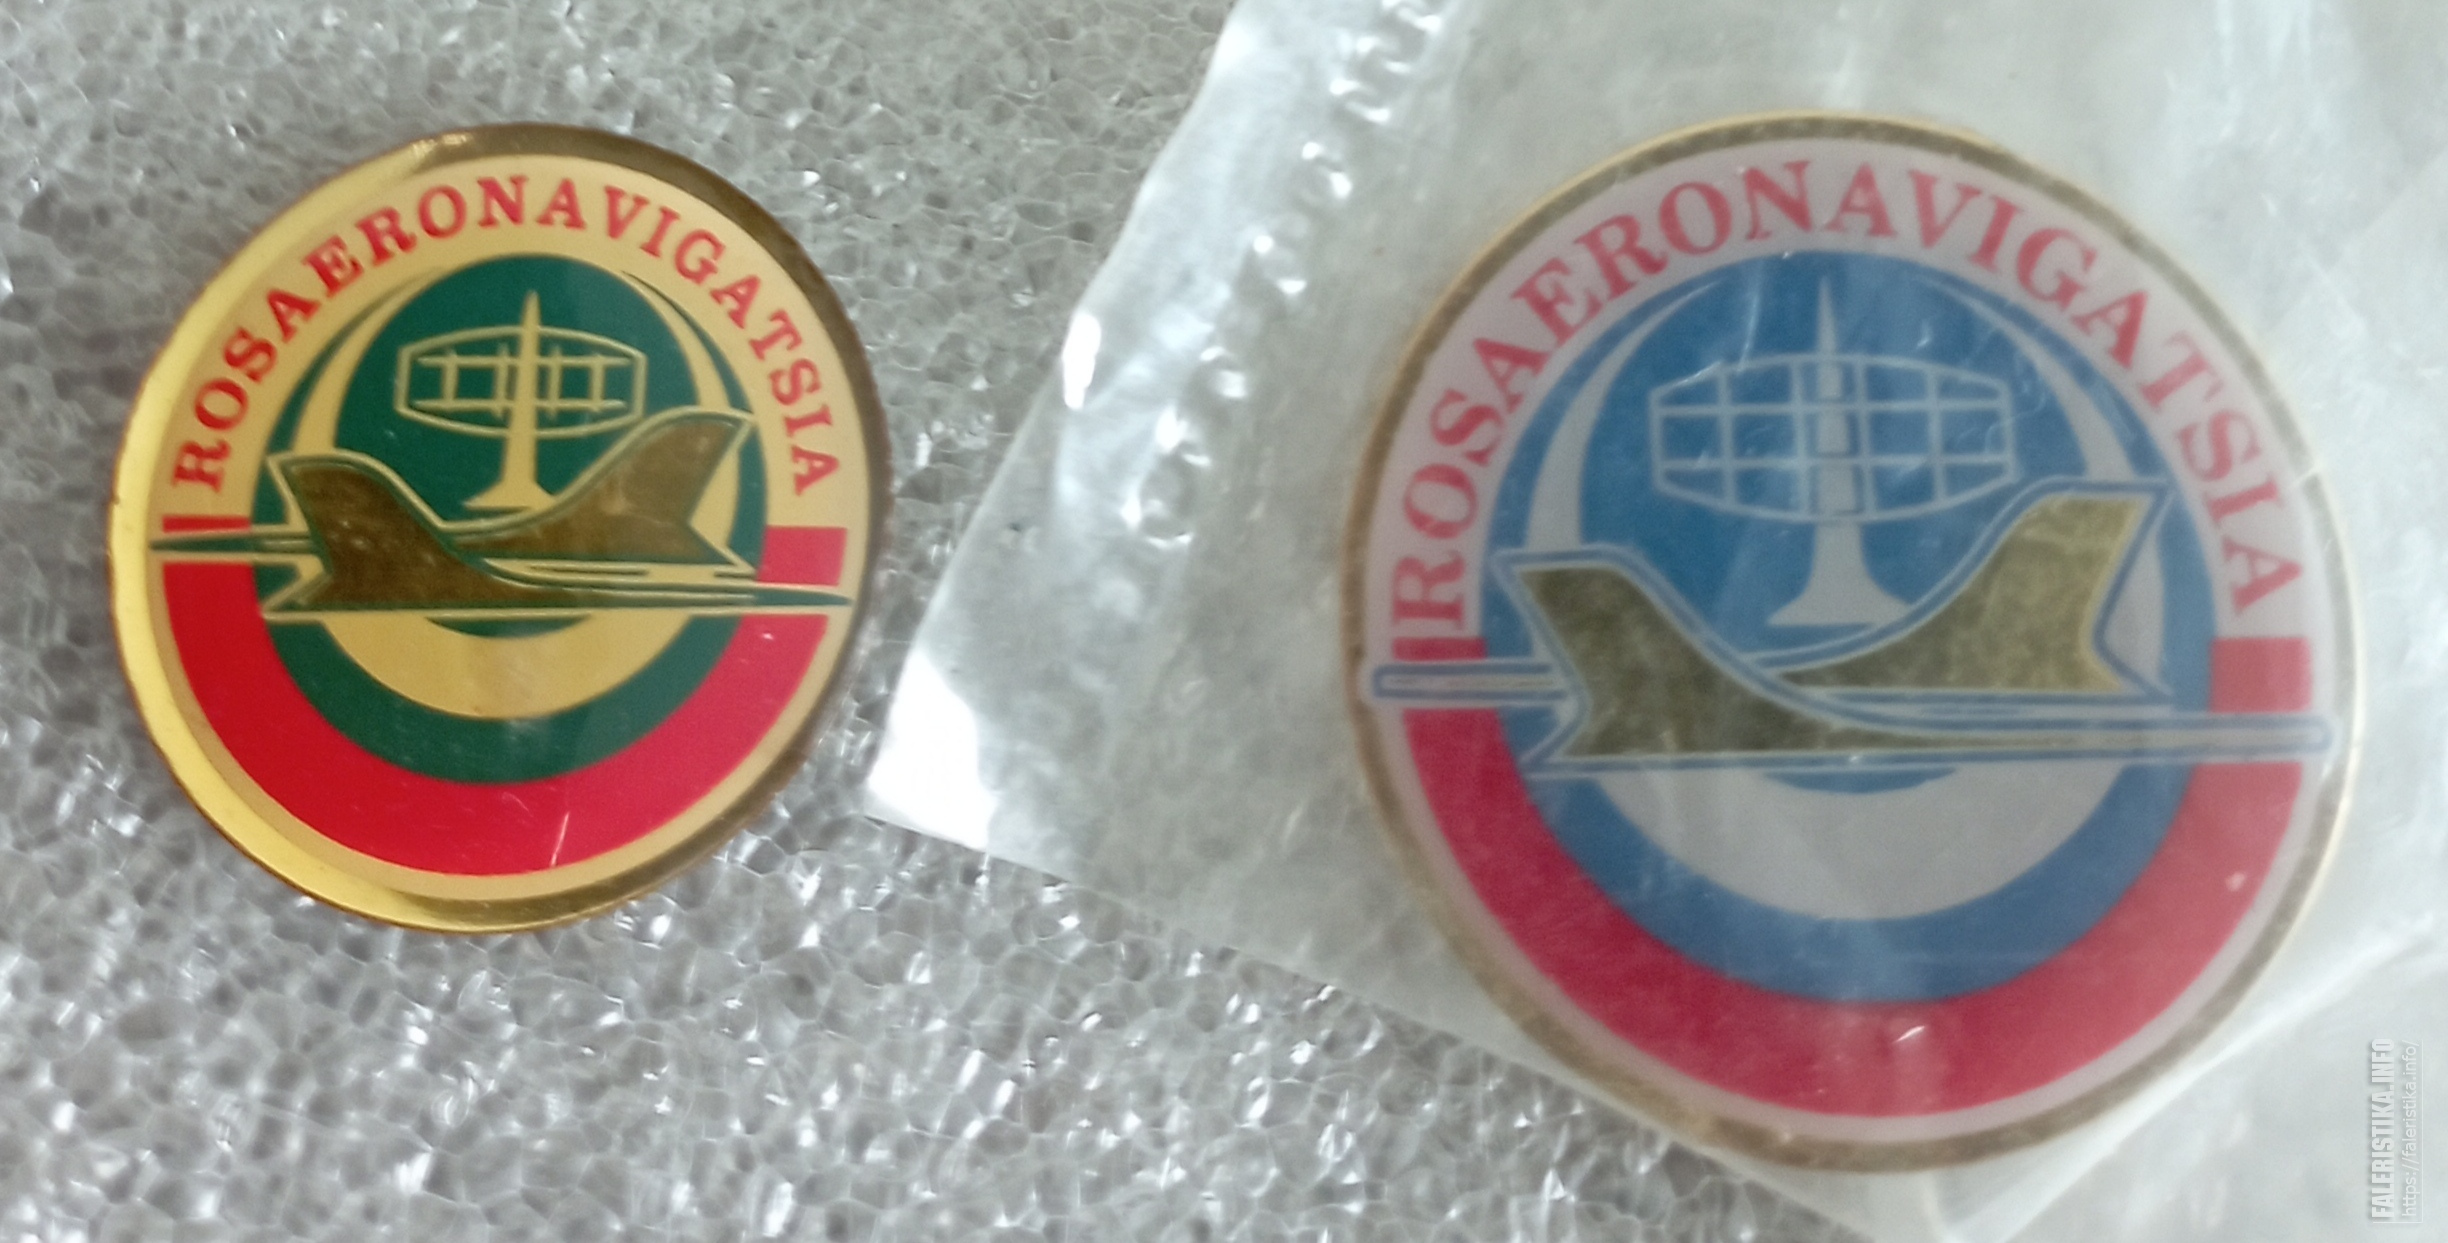 ROSAERONAVIGATSIA
ROSAERONAVIGATSIA
FALERISTIKA.INFO
https://faleristika.info/